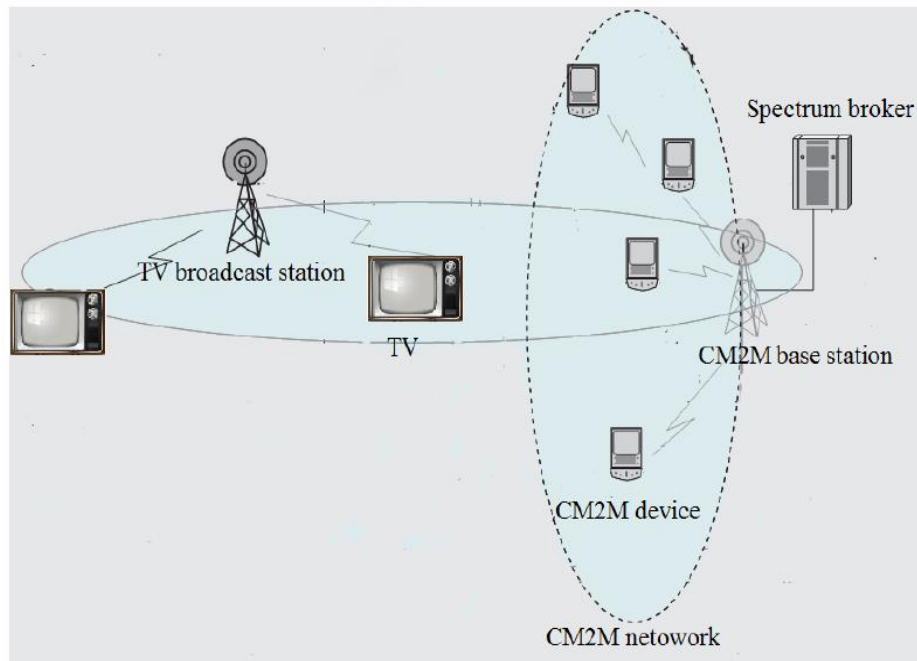 Spectrum broker
TV broadcast station
TV
CM2M base station
CM2M device
CM2M netowork